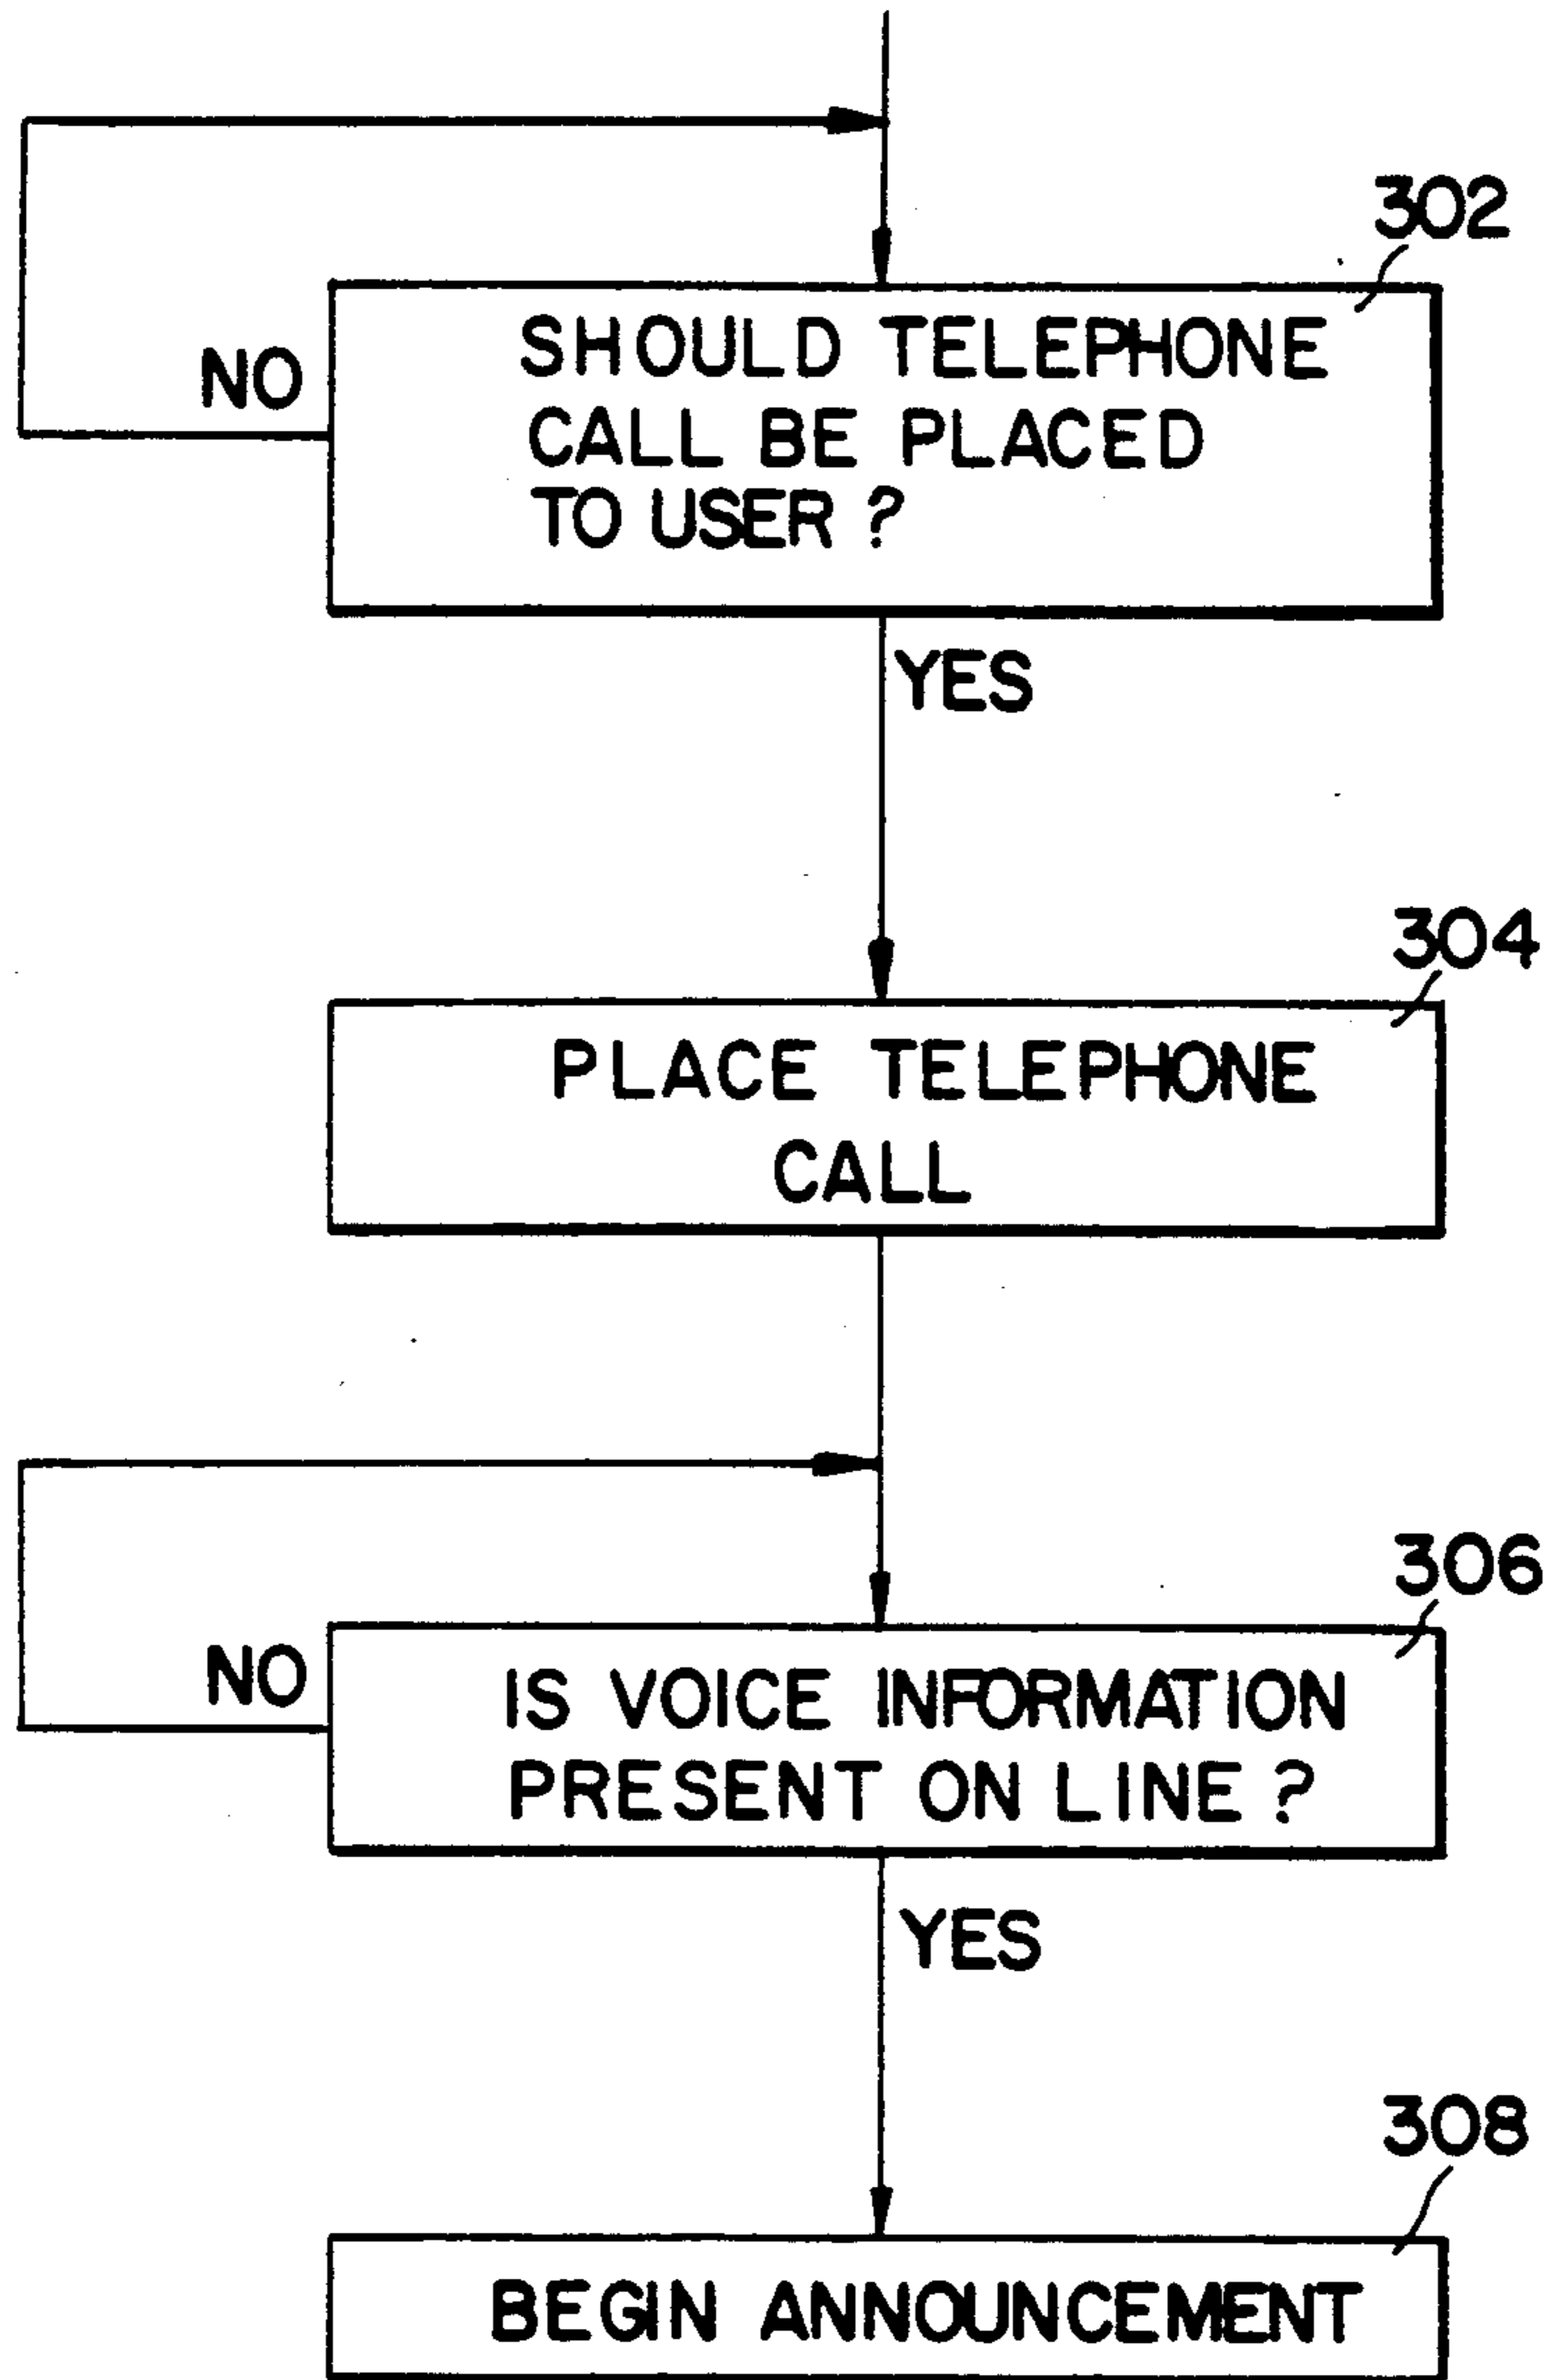 302
SHOULD TELEPHONE
CALL BE PLACED
TO USER ?
NO
YES
304
PLACE TELEPHONE
CALL
306
IS VOICE INFORMATION
PRESENT ON LINE ?
NO
YES
308
BEGIN ANNOUNCEMENT